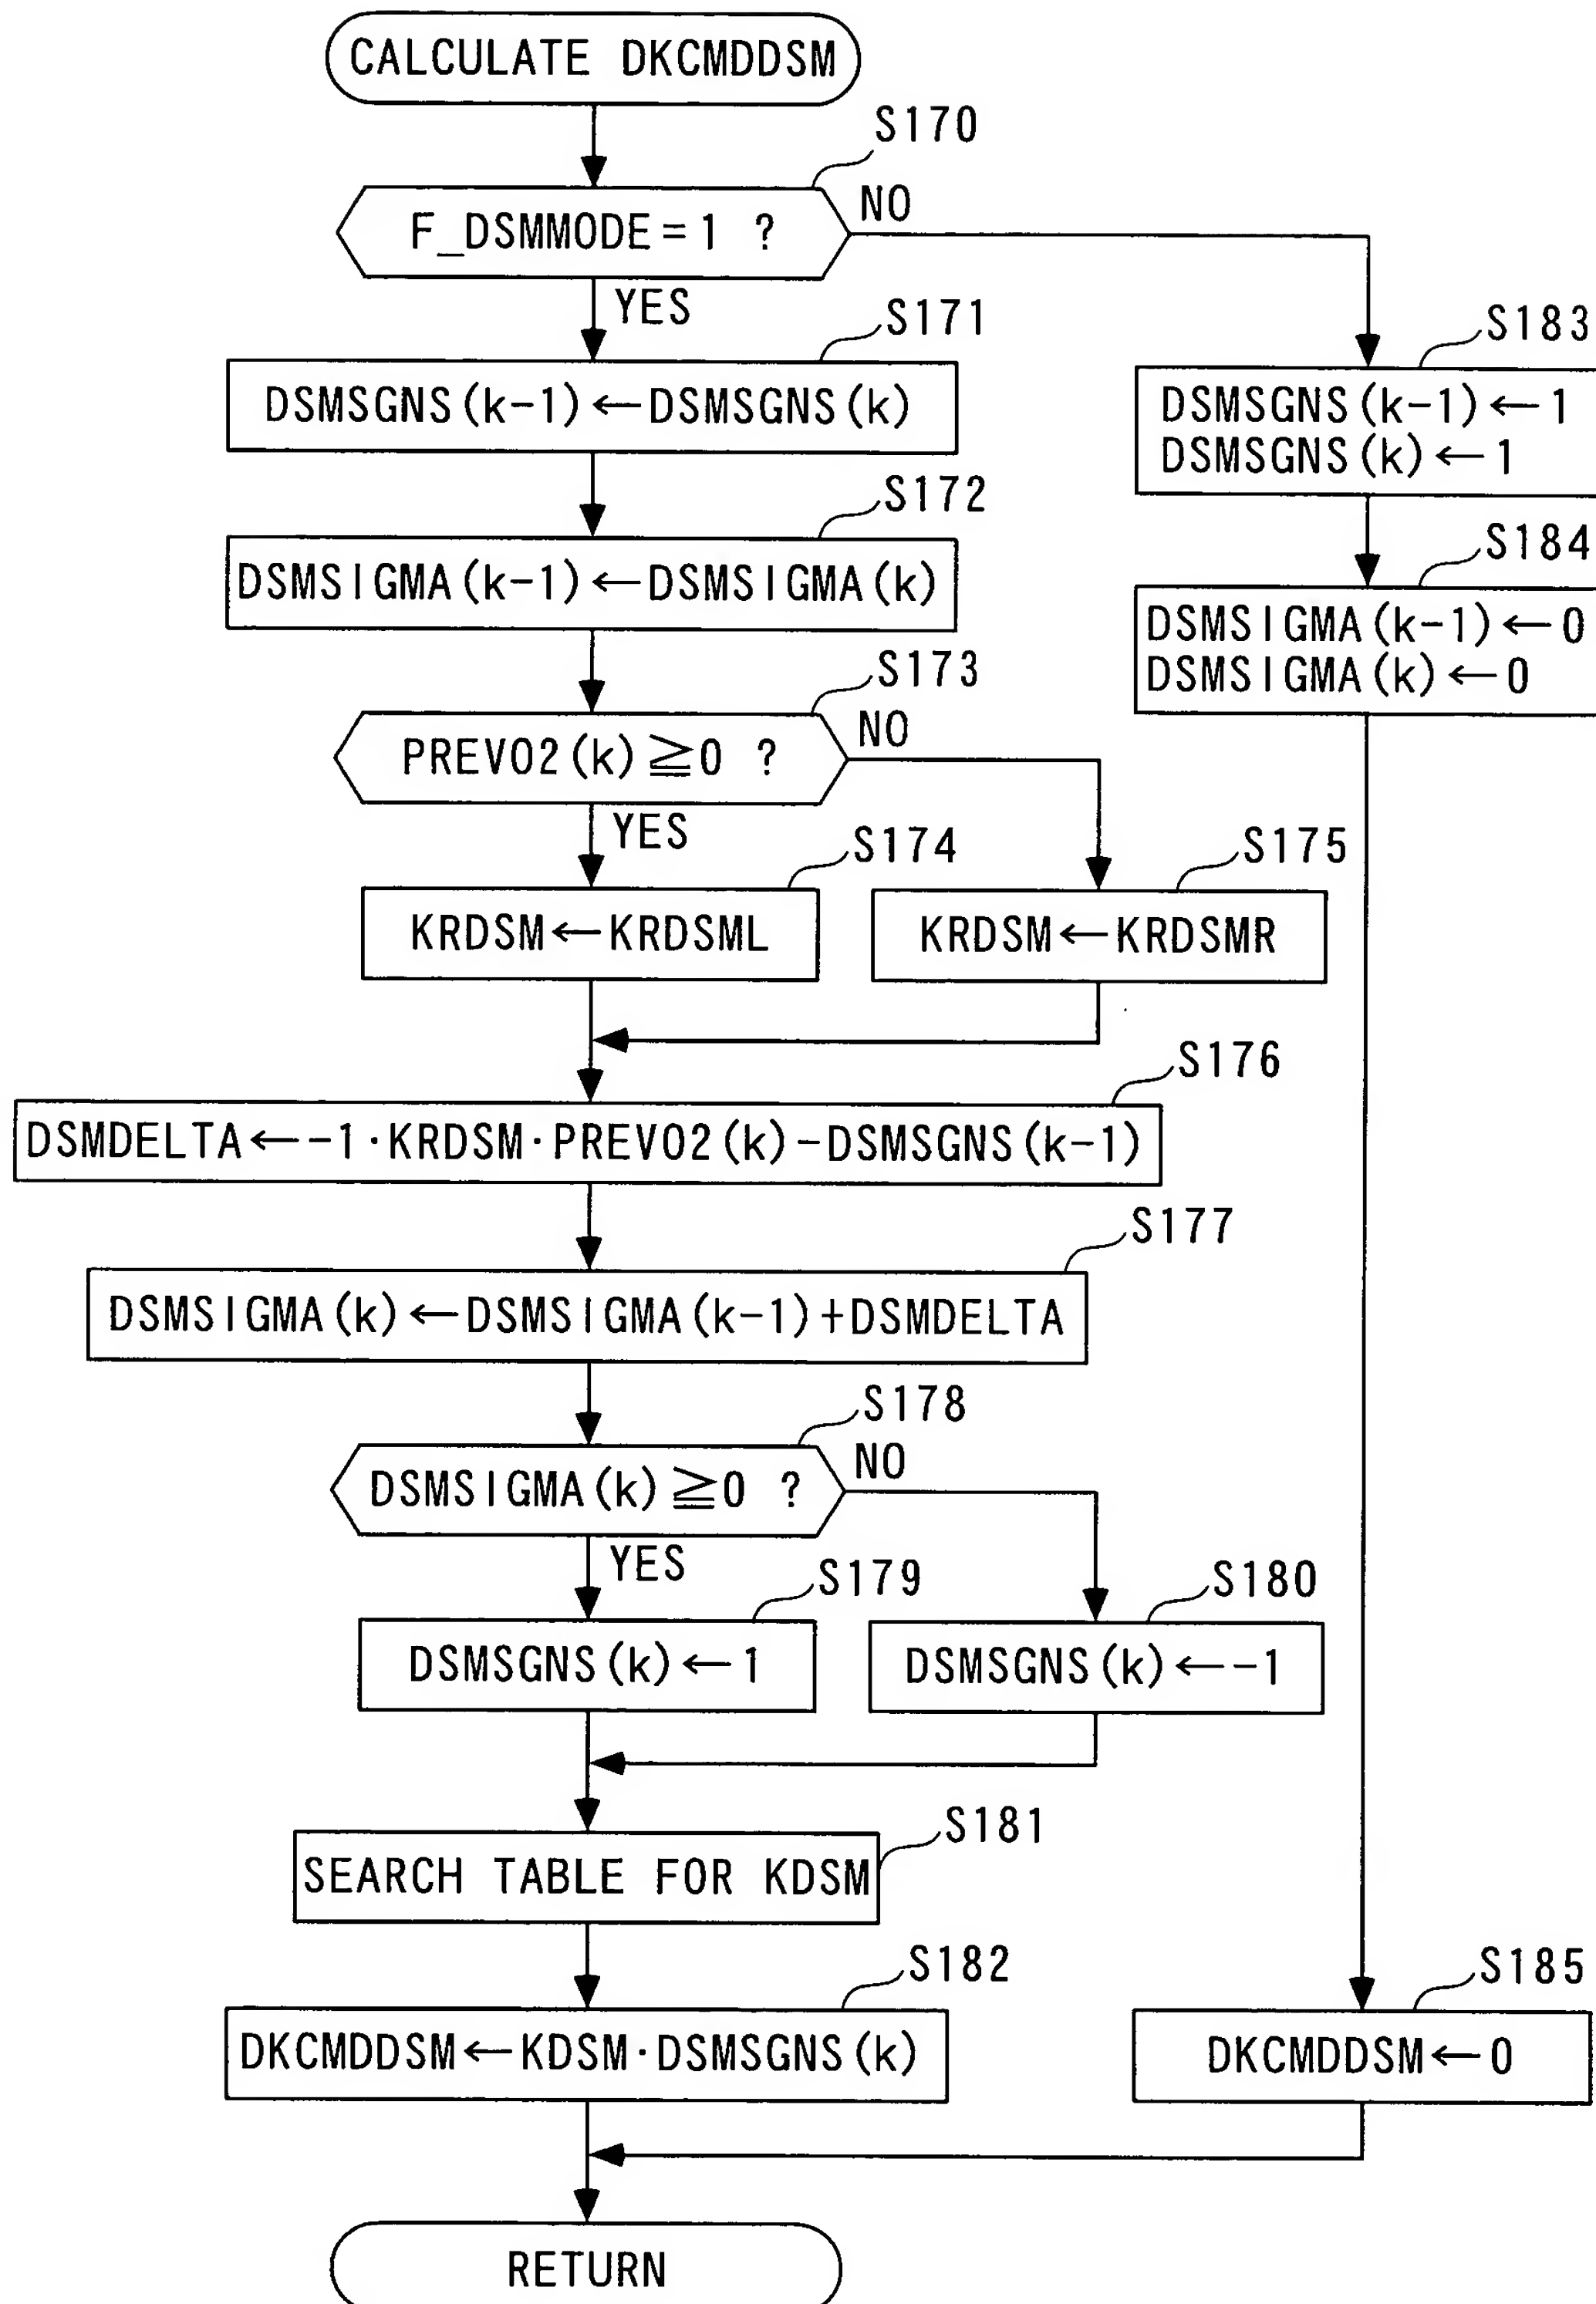 CALCULATE DKCMDDSM
S170
F_DSMMODE=1 ?
NO
YES
S171
DSMSGNS(k-1)←DSMSGNS(k)
S183
DSMSGNS(k-1)←1
DSMSGNS(k)←1
S172
DSMSIGMA(k-1)←DSMSIGMA(k)
S184
DSMSIGMA(k-1)←0
DSMSIGMA(k)←0
S173
PREVO2(k)≧0 ?
NO
YES
S174
KRDSM←KRDSML
S175
KRDSM←KRDSMR
S176
DSMDELTA←-1·KRDSM·PREVO2(k)-DSMSGNS(k-1)
S177
DSMSIGMA(k)←DSMSIGMA(k-1)+DSMDELTA
S178
DSMSIGMA(k)≧0 ?
NO
YES
S179
DSMSGNS(k)←1
S180
DSMSGNS(k)←-1
S181
SEARCH TABLE FOR KDSM
S182
DKCMDDSM←KDSM·DSMSGNS(k)
S185
DKCMDDSM←0
RETURN